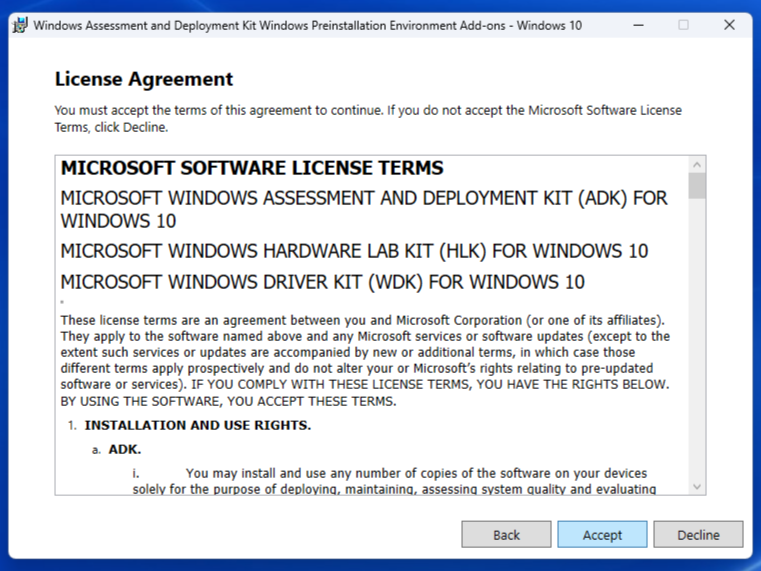 Windows Assessment and Deployment Kit Windows Preinstallation Environment Add-ons - Windows 10
License Agreement
You must accept the terms of this agreement to continue. If you do not accept the Microsoft Software License
Terms, click Decline.
MICROSOFT SOFTWARE LICENSE TERMS
MICROSOFT WINDOWS ASSESSMENT AND DEPLOYMENT KIT (ADK) FOR
WINDOWS 10
MICROSOFT WINDOWS HARDWARE LAB KIT (HLK) FOR WINDOWS 10
MICROSOFT WINDOWS DRIVER KIT (WDK) FOR WINDOWS 10
These license terms are an agreement between you and Microsoft Corporation (or one of its affiliates).
They apply to the software named above and any Microsoft services or software updates (except to the
extent such services or updates are accompanied by new or additional terms, in which case those
different terms apply prospectively and do not alter your or Microsoft’s rights relating to pre-updated
software or services). IF YOU COMPLY WITH THESE LICENSE TERMS, YOU HAVE THE RIGHTS BELOW.
BY USING THE SOFTWARE, YOU ACCEPT THESE TERMS.
1. INSTALLATION AND USE RIGHTS.
a. ADK.
i. You may install and use any number of copies of the software on your devices
solely for the purpose of deploying, maintaining, assessing system quality and evaluating
Back
Accept
Decline